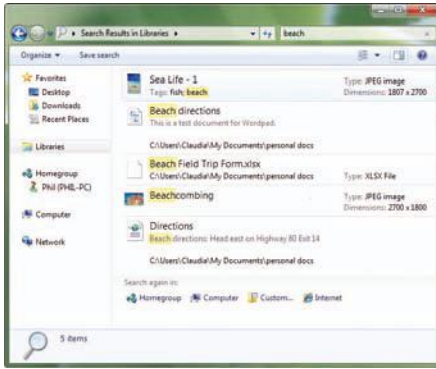 Search Results in Libraries
beach
Organize
Save search
Favorites
Desktop
Downloads
Recent Places
Libraries
Homegroup
Phil (PHIL-PC)
Computer
Network
Sea Life - 1
Type: JPEG image
Tags: fish; beach
Dimensions: 1807 x 2700
Beach directions
This is a test document for Wordpad.
C:\Users\Claudia\My Documents\personal docs
Beach Field Trip Form.xlsx
C:\Users\Claudia\My Documents\personal docs
Type: XLSX File
Beachcombing
Type: JPEG image
Dimensions: 2700 x 1800
Directions
Beach directions: Head east on Highway 80 Exit 14
C:\Users\Claudia\My Documents\personal docs
Search again in:
Homegroup
Computer
Custom...
Internet
5 items